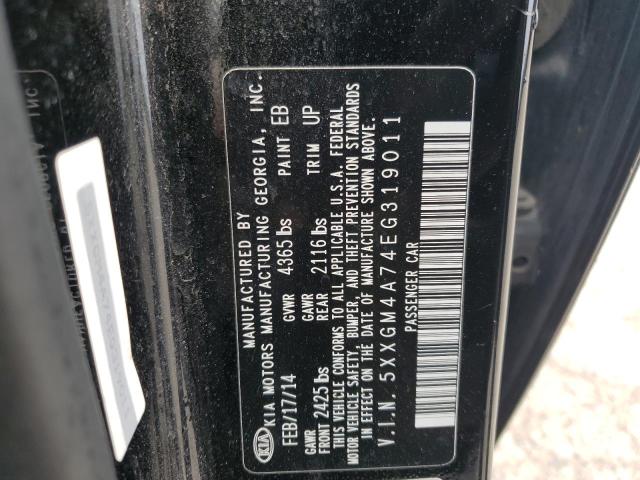 MANUFACTURED BY
KIA KIA MOTORS MANUFACTURING GEORGIA, INC.
FEB/17/14 GVWR 4365 lbs PAINT EB
GAWR FRONT 2425 lbs GAWR REAR 2116 lbs TRIM UP
THIS VEHICLE CONFORMS TO ALL APPLICABLE U.S.A. FEDERAL
MOTOR VEHICLE SAFETY, BUMPER, AND THEFT PREVENTION STANDARDS
IN EFFECT ON THE DATE OF MANUFACTURE SHOWN ABOVE.
V.I.N. 5XXGM4A74EG319011
PASSENGER CAR